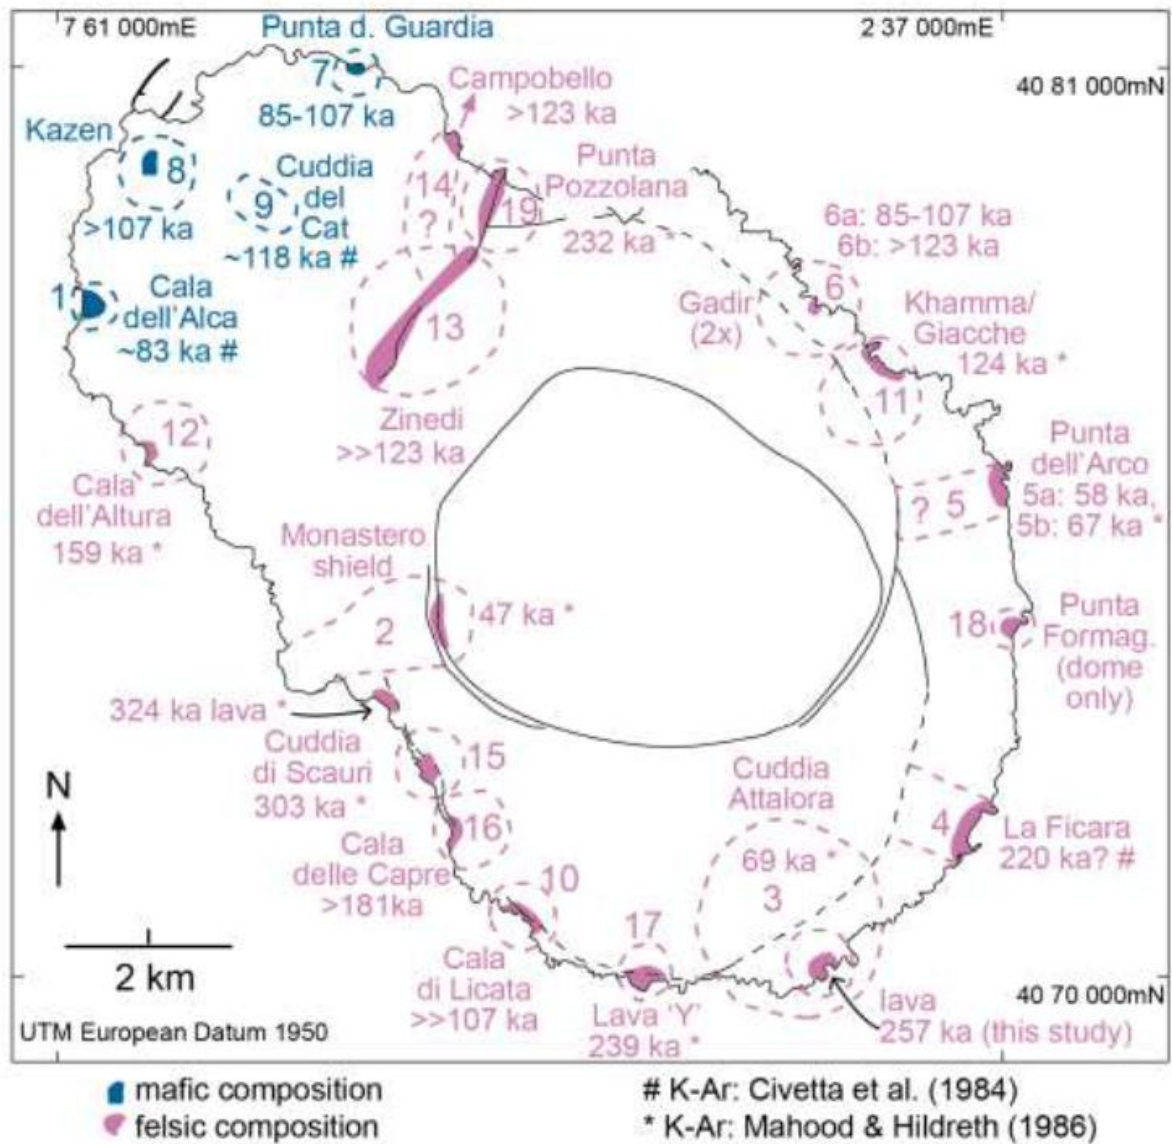 7 61 000mE
Punta d. Guardia
2 37 000mE
7
Campobello
40 81 000mN
85-107 ka
>123 ka
Kazen
8
Cuddia
del
Cat
9
14
?
19
Punta
Pozzolana
>107 ka
~118 ka #
232 ka *
6a: 85-107 ka
6b: >123 ka
1
Cala
dell'Alca
~83 ka #
13
Gadir
(2x)
6
Khamma/
Giacche
124 ka *
11
12
Zinedi
>>123 ka
Cala
dell'Altura
159 ka *
Punta
dell'Arco
5a: 58 ka,
5b: 67 ka *
? 5
Monastero
shield
2
47 ka *
18
Punta
Formag.
(dome
only)
324 ka lava *
Cuddia
di Scauri
303 ka *
15
Cuddia
Attalora
69 ka *
3
N
16
Cala
delle Capre
>181ka
4
La Ficara
220 ka? #
10
17
2 km
Cala
di Licata
>>107 ka
Lava 'Y'
239 ka *
40 70 000mN
lava
257 ka (this study)
UTM European Datum 1950
mafic composition
felsic composition
# K-Ar: Civetta et al. (1984)
* K-Ar: Mahood & Hildreth (1986)